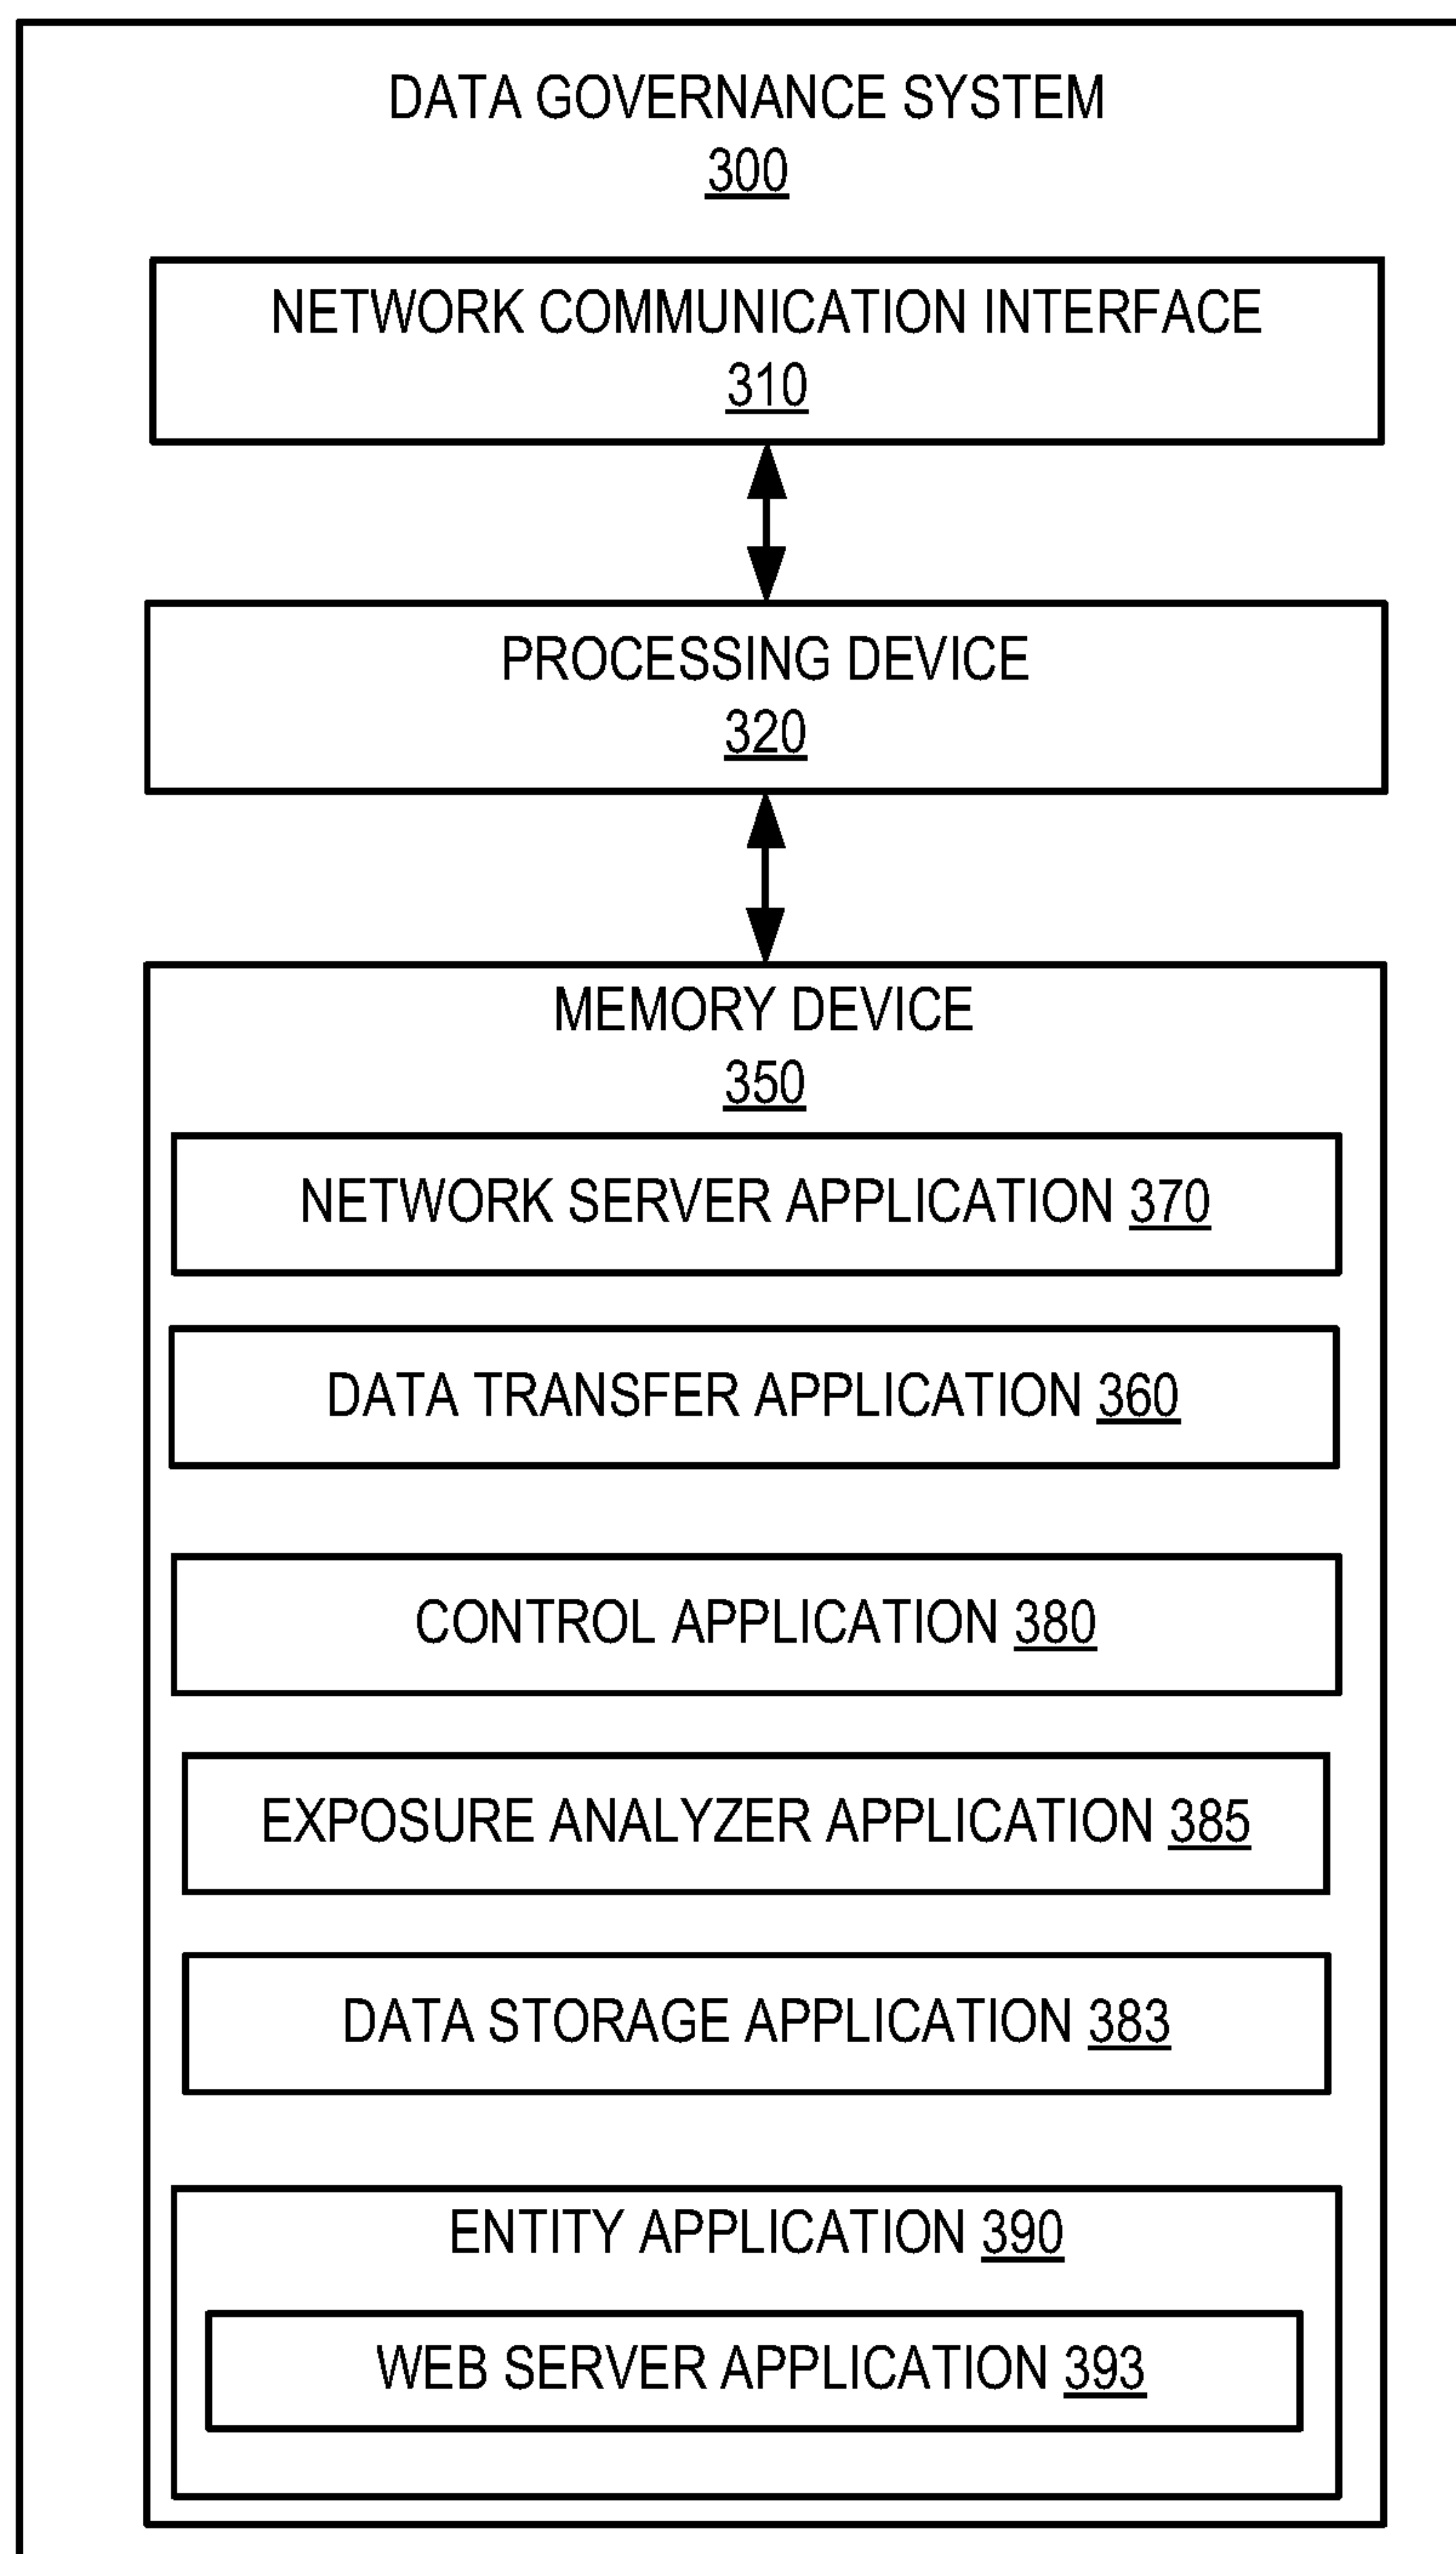 DATA GOVERNANCE SYSTEM
300
NETWORK COMMUNICATION INTERFACE
310
PROCESSING DEVICE
320
MEMORY DEVICE
350
NETWORK SERVER APPLICATION 370
DATA TRANSFER APPLICATION 360
CONTROL APPLICATION 380
EXPOSURE ANALYZER APPLICATION 385
DATA STORAGE APPLICATION 383
ENTITY APPLICATION 390
WEB SERVER APPLICATION 393